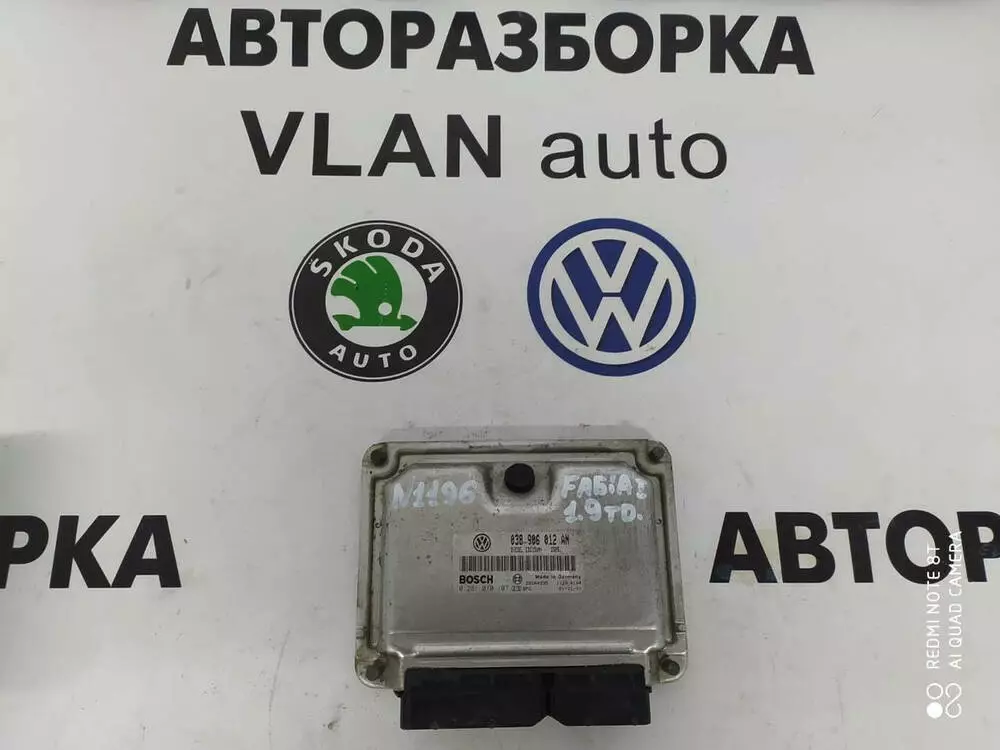 АВТОРАЗБОРКА
VLAN auto
ŠKODA
AUTO
N1196
FABIA I
1.9TD.
038 906 012 AN
BOSCH
Made in Germany
РКА
АВТОР
REDMI NOTE 8T
AI QUAD CAMERA